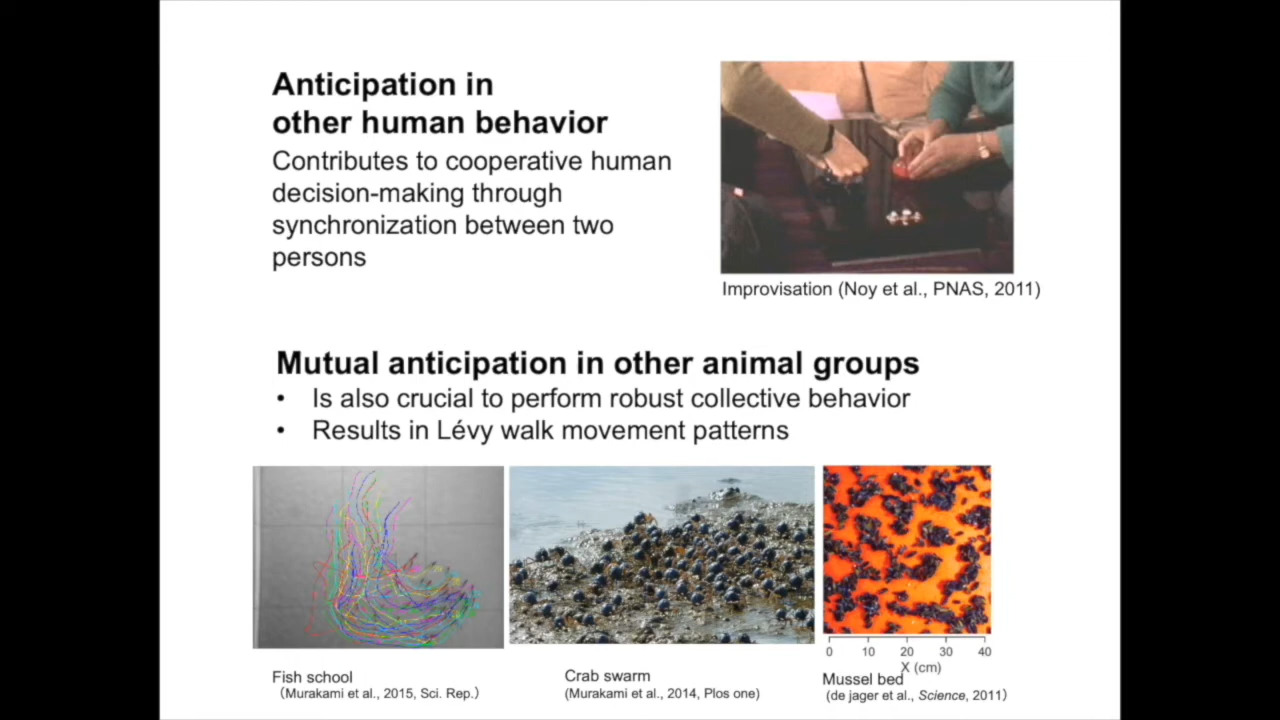 Anticipation in
other human behavior
Contributes to cooperative human
decision-making through
synchronization between two
persons
Improvisation (Noy et al., PNAS, 2011)
Mutual anticipation in other animal groups
• Is also crucial to perform robust collective behavior
• Results in Lévy walk movement patterns
0 10 20 30 40
X (cm)
Fish school
(Murakami et al., 2015, Sci. Rep.)
Crab swarm
(Murakami et al., 2014, Plos one)
Mussel bed
(de jager et al., Science, 2011)